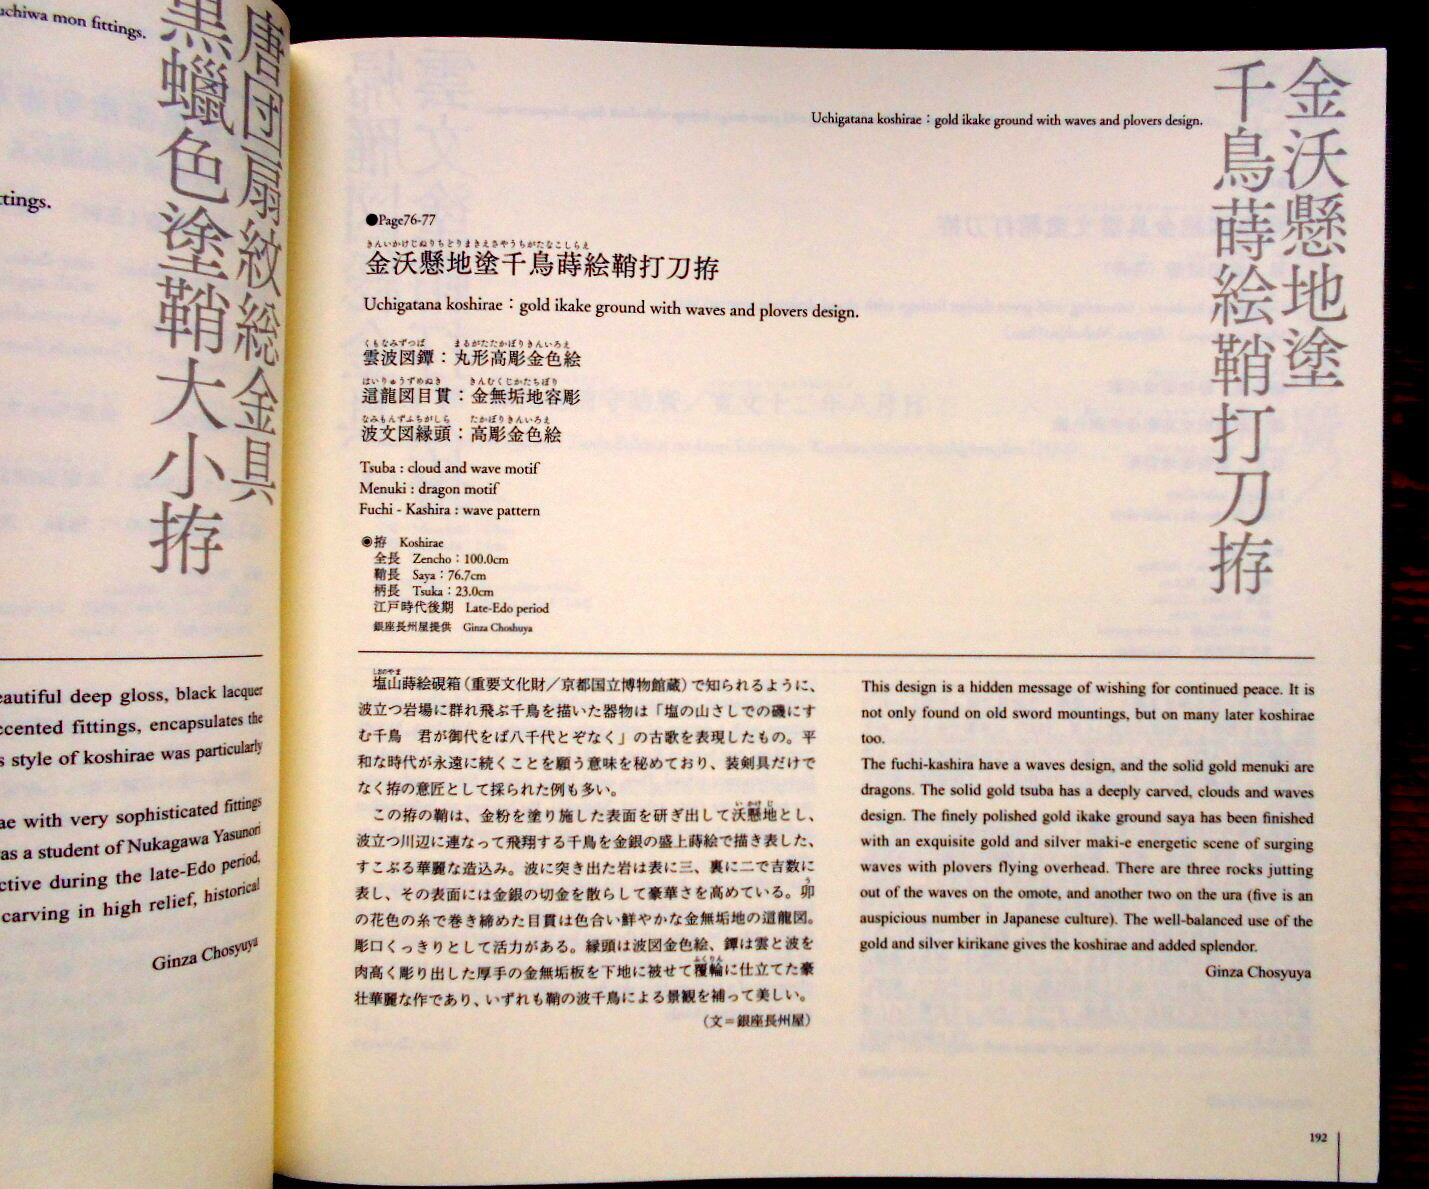 uchiwa mon fittings.
唐団扇紋総金具
黒蠟色塗鞘大小拵
ttings.
eautiful deep gloss, black lacquer
ccented fittings, encapsulates the
s style of koshirae was particularly
ae with very sophisticated fittings
as a student of Nukagawa Yasunori
ctive during the late-Edo period,
carving in high relief, historical
Ginza Chosyuya
金沃懸地塗
千鳥蒔絵鞘打刀拵
Uchigatana koshirae：gold ikake ground with waves and plovers design.
●Page76-77
きんいかけじぬりちどりまきえさやうちがたなこしらえ
金沃懸地塗千鳥蒔絵鞘打刀拵
Uchigatana koshirae：gold ikake ground with waves and plovers design.
くもなみずつば　まるがたたかぼりきんいろえ
雲波図鐔：丸形高彫金色絵
はいりゅうずめぬき　きんむくじかたちぼり
這龍図目貫：金無垢地容彫
なみもんずふちがしら　たかぼりきんいろえ
波文図縁頭：高彫金色絵
Tsuba : cloud and wave motif
Menuki : dragon motif
Fuchi - Kashira : wave pattern
◉拵　Koshirae
全長　Zencho：100.0cm
鞘長　Saya：76.7cm
柄長　Tsuka：23.0cm
江戸時代後期　Late-Edo period
銀座長州屋提供　Ginza Choshuya
しおのやま
塩山蒔絵硯箱（重要文化財／京都国立博物館蔵）で知られるように、
波立つ岩場に群れ飛ぶ千鳥を描いた器物は「塩の山さしでの磯にす
む千鳥　君が御代をば八千代とぞなく」の古歌を表現したもの。平
和な時代が永遠に続くことを願う意味を秘めており、装剣具だけで
なく拵の意匠として採られた例も多い。
い かけ じ
この拵の鞘は、金粉を塗り施した表面を研ぎ出して沃懸地とし、
波立つ川辺に連なって飛翔する千鳥を金銀の盛上蒔絵で描き表した、
すこぶる華麗な造込み。波に突き出た岩は表に三、裏に二で吉数に
う
表し、その表面には金銀の切金を散らして豪華さを高めている。卯
の花色の糸で巻き締めた目貫は色合い鮮やかな金無垢地の這龍図。
彫口くっきりとして活力がある。縁頭は波図金色絵、鐔は雲と波を
ふくりん
肉高く彫り出した厚手の金無垢板を下地に被せて覆輪に仕立てた豪
壮華麗な作であり、いずれも鞘の波千鳥による景観を補って美しい。
（文＝銀座長州屋）
This design is a hidden message of wishing for continued peace. It is
not only found on old sword mountings, but on many later koshirae
too.
The fuchi-kashira have a waves design, and the solid gold menuki are
dragons. The solid gold tsuba has a deeply carved, clouds and waves
design. The finely polished gold ikake ground saya has been finished
with an exquisite gold and silver maki-e energetic scene of surging
waves with plovers flying overhead. There are three rocks jutting
out of the waves on the omote, and another two on the ura (five is an
auspicious number in Japanese culture). The well-balanced use of the
gold and silver kirikane gives the koshirae and added splendor.
Ginza Chosyuya
192